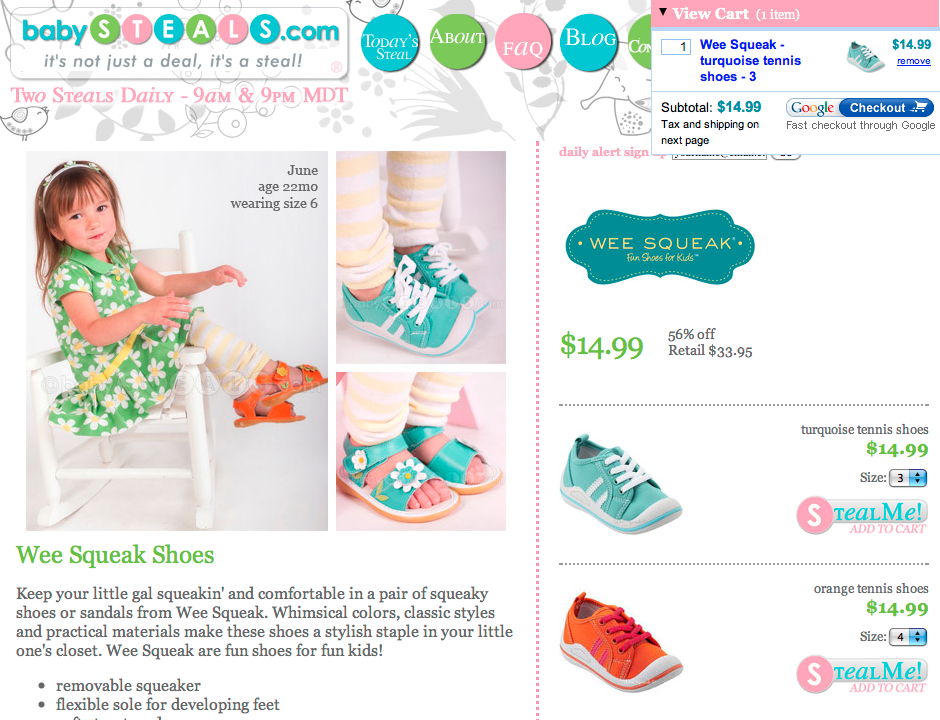 babySTEALS.com
it's not just a deal, it's a steal!
®
Two Steals Daily - 9am & 9pm MDT
Today's
Steal
About
FaQ
Blog
View Cart (1 item)
1
Wee Squeak -
turquoise tennis
shoes - 3
$14.99
remove
Subtotal: $14.99
Tax and shipping on
next page
Google Checkout
Fast checkout through Google
daily alert sign
June
age 22mo
wearing size 6
WEE SQUEAK
Fun Shoes for Kids™
$14.99
56% off
Retail $33.95
turquoise tennis shoes
$14.99
Size: 3
StealMe!
ADD TO CART
Wee Squeak Shoes
Keep your little gal squeakin' and comfortable in a pair of squeaky
shoes or sandals from Wee Squeak. Whimsical colors, classic styles
and practical materials make these shoes a stylish staple in your little
one's closet. Wee Squeak are fun shoes for fun kids!
• removable squeaker
• flexible sole for developing feet
orange tennis shoes
$14.99
Size: 4
StealMe!
ADD TO CART